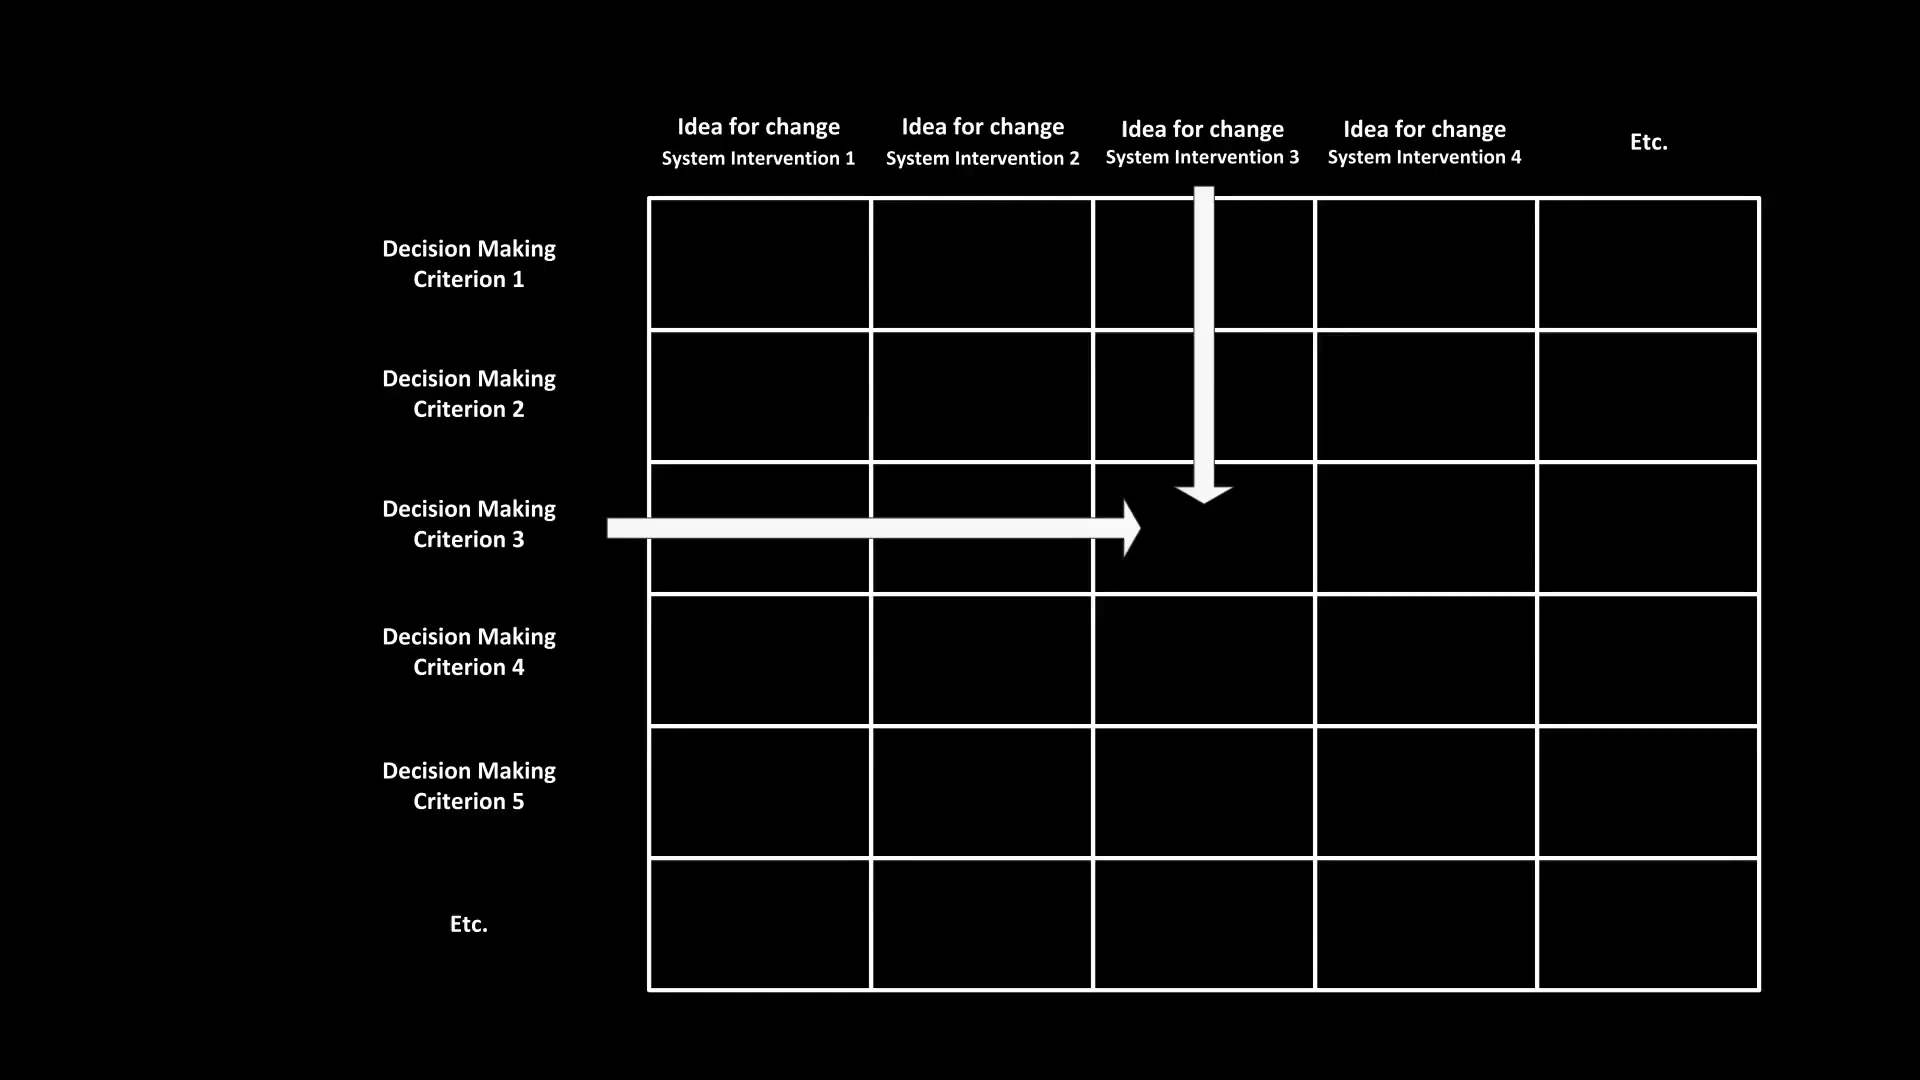 Idea for change
System Intervention 1
Idea for change
System Intervention 2
Idea for change
System Intervention 3
Idea for change
System Intervention 4
Etc.
Decision Making
Criterion 1
Decision Making
Criterion 2
Decision Making
Criterion 3
Decision Making
Criterion 4
Decision Making
Criterion 5
Etc.